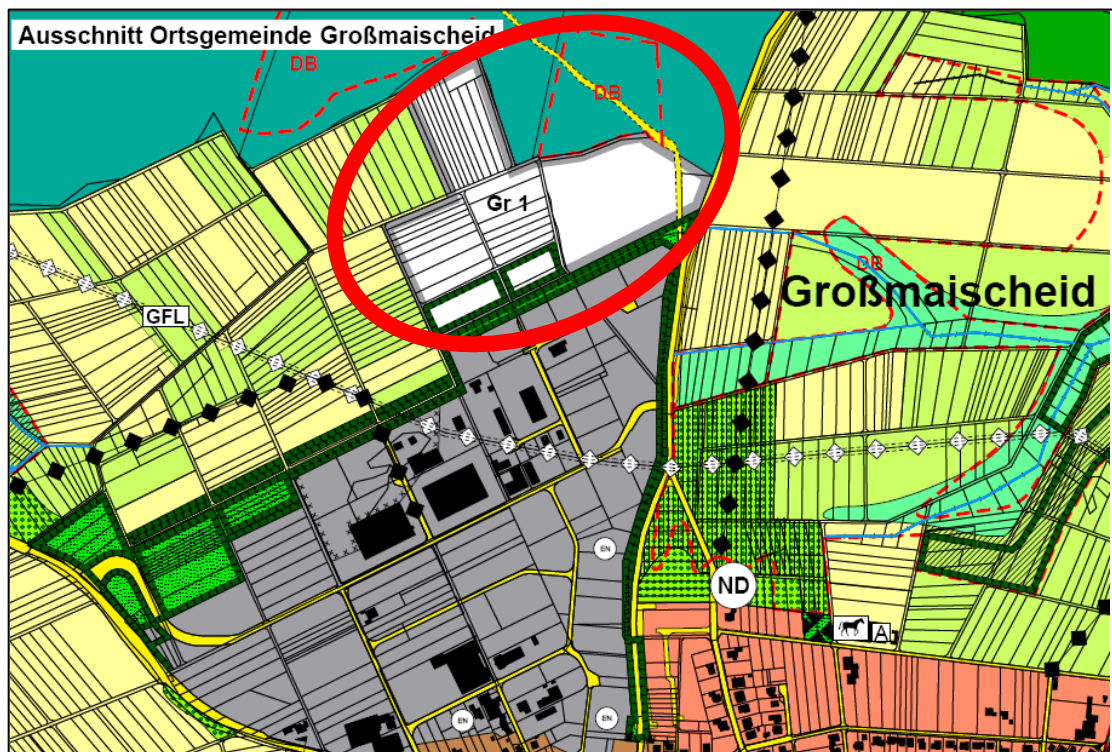 Ausschnitt Ortsgemeinde Großmaischeid
DB
DB
Gr 1
DB
Großmaischeid
GFL
EN
ND
A
EN
EN